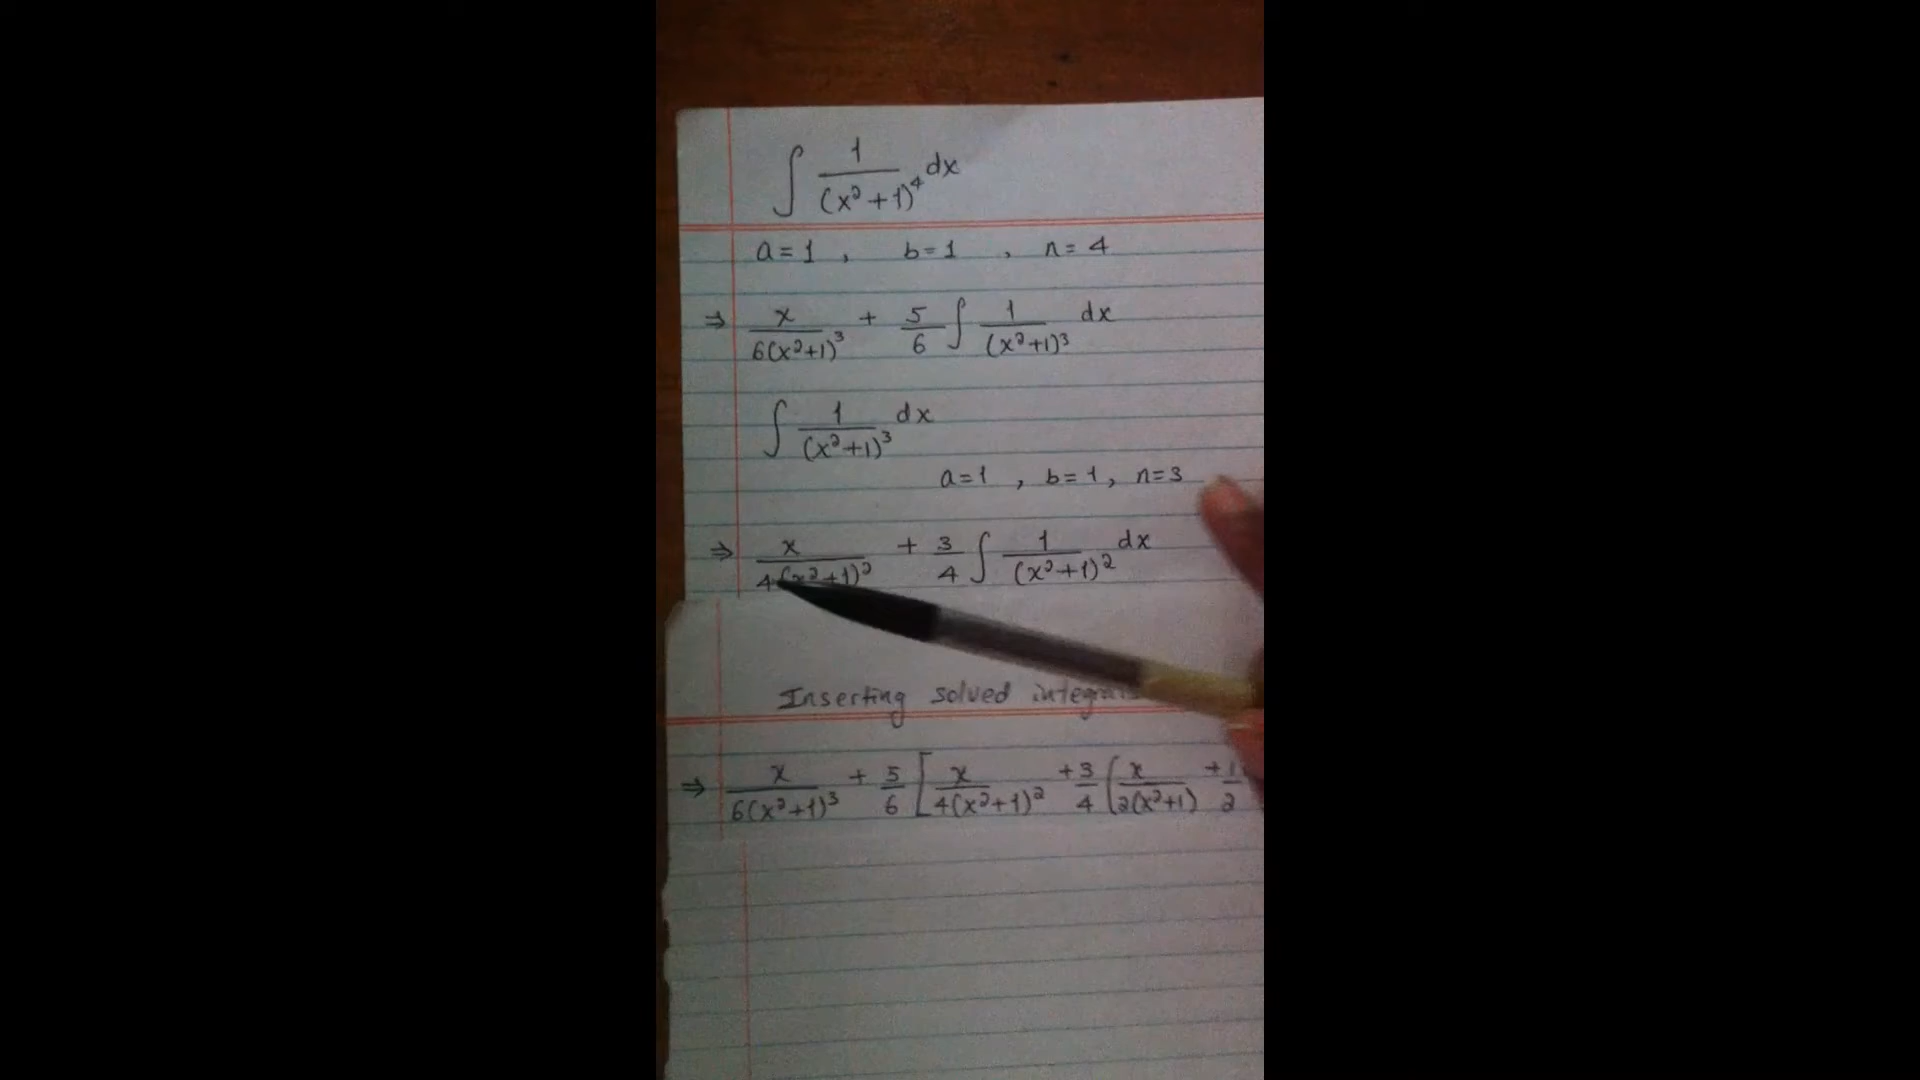 ∫ 1/(x²+1)⁴ dx
a=1 , b=1 , n=4
⇒ x/6(x²+1)³ + 5/6 ∫ 1/(x²+1)³ dx
∫ 1/(x²+1)³ dx
a=1 , b=1, n=3
⇒ x/4(x²+1)² + 3/4 ∫ 1/(x²+1)² dx
Inserting solved
⇒ x/6(x²+1)³ + 5/6 [x/4(x²+1)² + 3/4 (x/2(x²+1) + 1/2